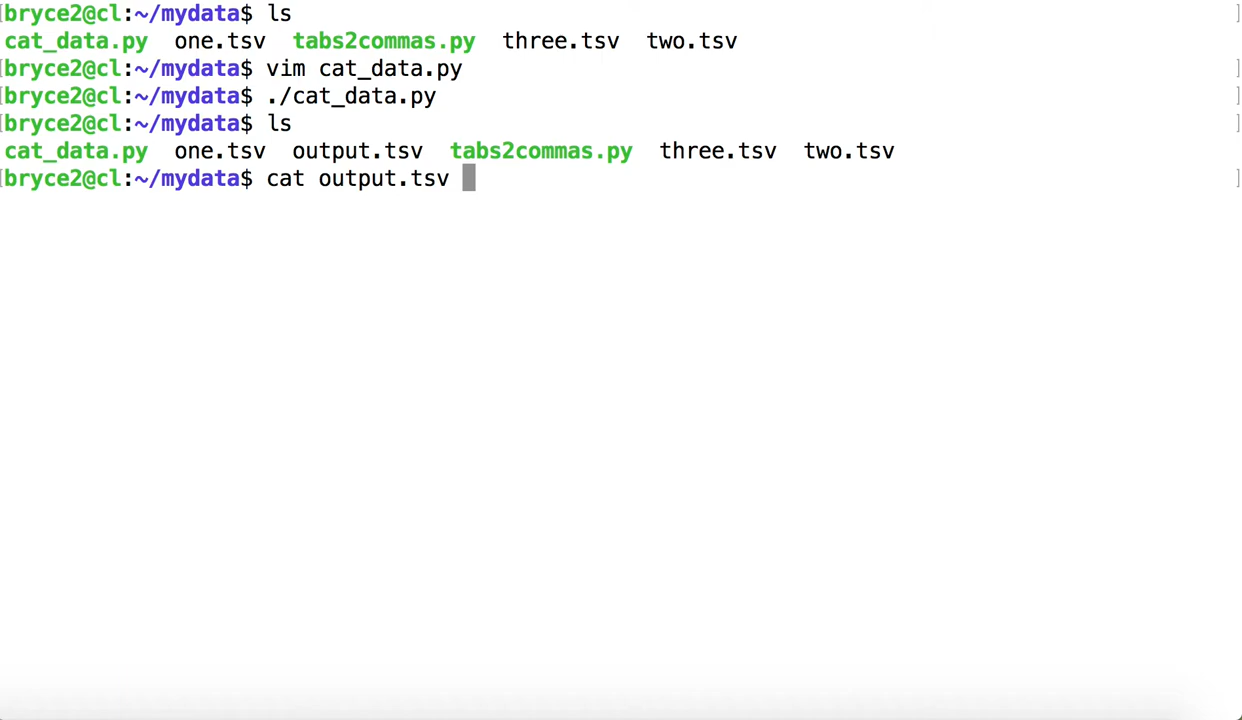 [bryce2@cl:~/mydata$ ls ]
cat_data.py  one.tsv  tabs2commas.py  three.tsv  two.tsv
[bryce2@cl:~/mydata$ vim cat_data.py ]
[bryce2@cl:~/mydata$ ./cat_data.py ]
[bryce2@cl:~/mydata$ ls ]
cat_data.py  one.tsv  output.tsv  tabs2commas.py  three.tsv  two.tsv
[bryce2@cl:~/mydata$ cat output.tsv ]